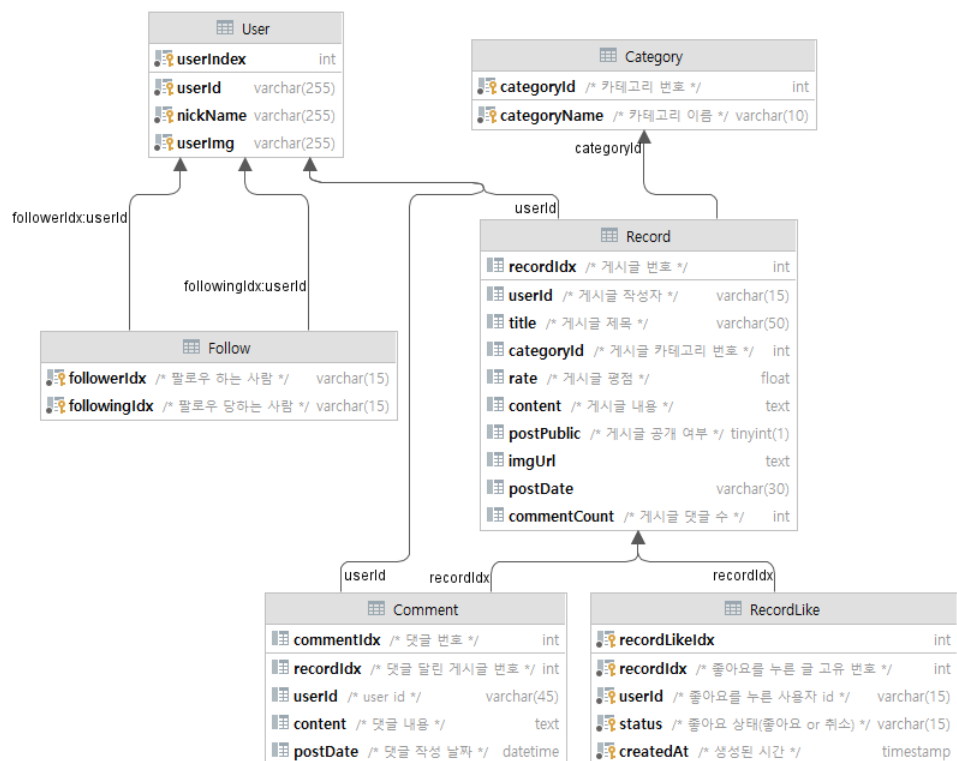 User
userIndex int
userId varchar(255)
nickName varchar(255)
userImg varchar(255)
Category
categoryId /* 카테고리 번호 */ int
categoryName /* 카테고리 이름 */ varchar(10)
categoryId
followerIdx:userId
userId
followingIdx:userId
Record
recordIdx /* 게시글 번호 */ int
userId /* 게시글 작성자 */ varchar(15)
title /* 게시글 제목 */ varchar(50)
categoryId /* 게시글 카테고리 번호 */ int
rate /* 게시글 평점 */ float
content /* 게시글 내용 */ text
postPublic /* 게시글 공개 여부 */ tinyint(1)
imgUrl text
postDate varchar(30)
commentCount /* 게시글 댓글 수 */ int
Follow
followerIdx /* 팔로우 하는 사람 */ varchar(15)
followingIdx /* 팔로우 당하는 사람 */ varchar(15)
userId
recordIdx
recordIdx
Comment
commentIdx /* 댓글 번호 */ int
recordIdx /* 댓글 달린 게시글 번호 */ int
userId /* user id */ varchar(45)
content /* 댓글 내용 */ text
postDate /* 댓글 작성 날짜 */ datetime
RecordLike
recordLikeIdx int
recordIdx /* 좋아요를 누른 글 고유 번호 */ int
userId /* 좋아요를 누른 사용자 id */ varchar(15)
status /* 좋아요 상태(좋아요 or 취소) */ varchar(15)
createdAt /* 생성된 시간 */ timestamp